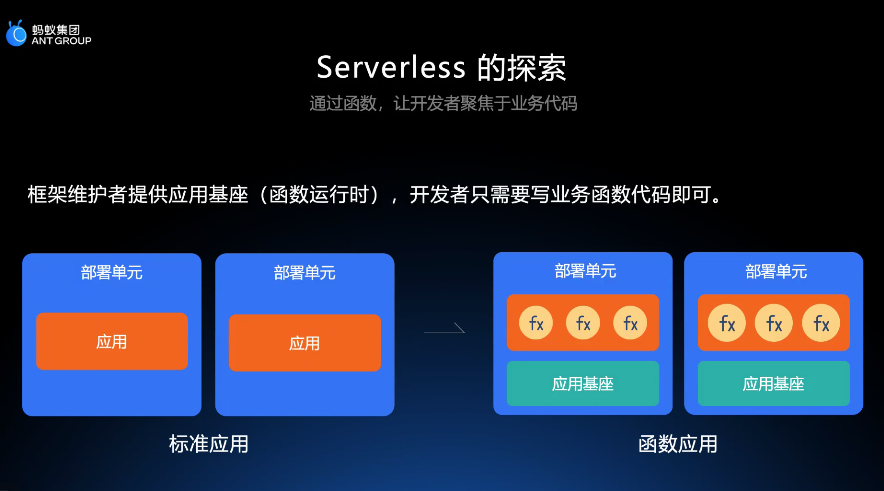 蚂蚁集团
ANT GROUP
Serverless 的探索
通过函数，让开发者聚焦于业务代码
框架维护者提供应用基座（函数运行时），开发者只需要写业务函数代码即可。
部署单元
应用
部署单元
应用
标准应用
部署单元
fx fx fx
应用基座
部署单元
fx fx fx
应用基座
函数应用